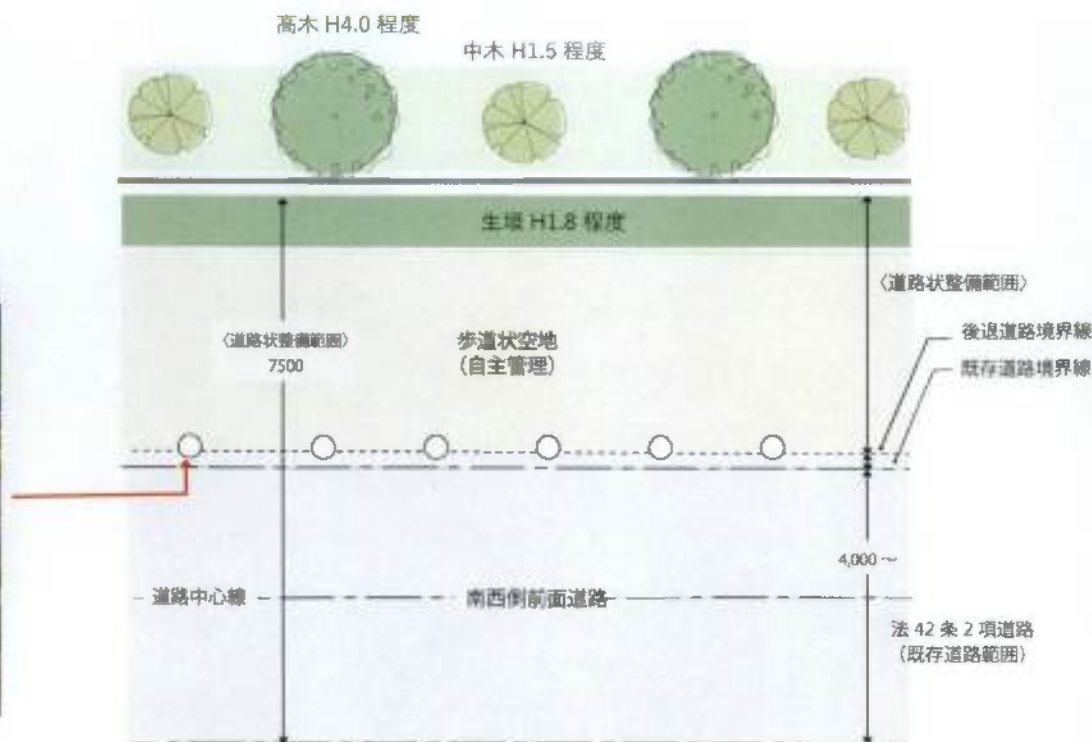 高木 H4.0 程度
中木 H1.5 程度
生垣 H1.8 程度
〈道路状整備範囲〉
〈道路状整備範囲〉
7500
歩道状空地
(自主管理)
後退道路境界線
既存道路境界線
4,000 ～
道路中心線
南西側前面道路
法 42 条 2 項道路
(既存道路範囲)